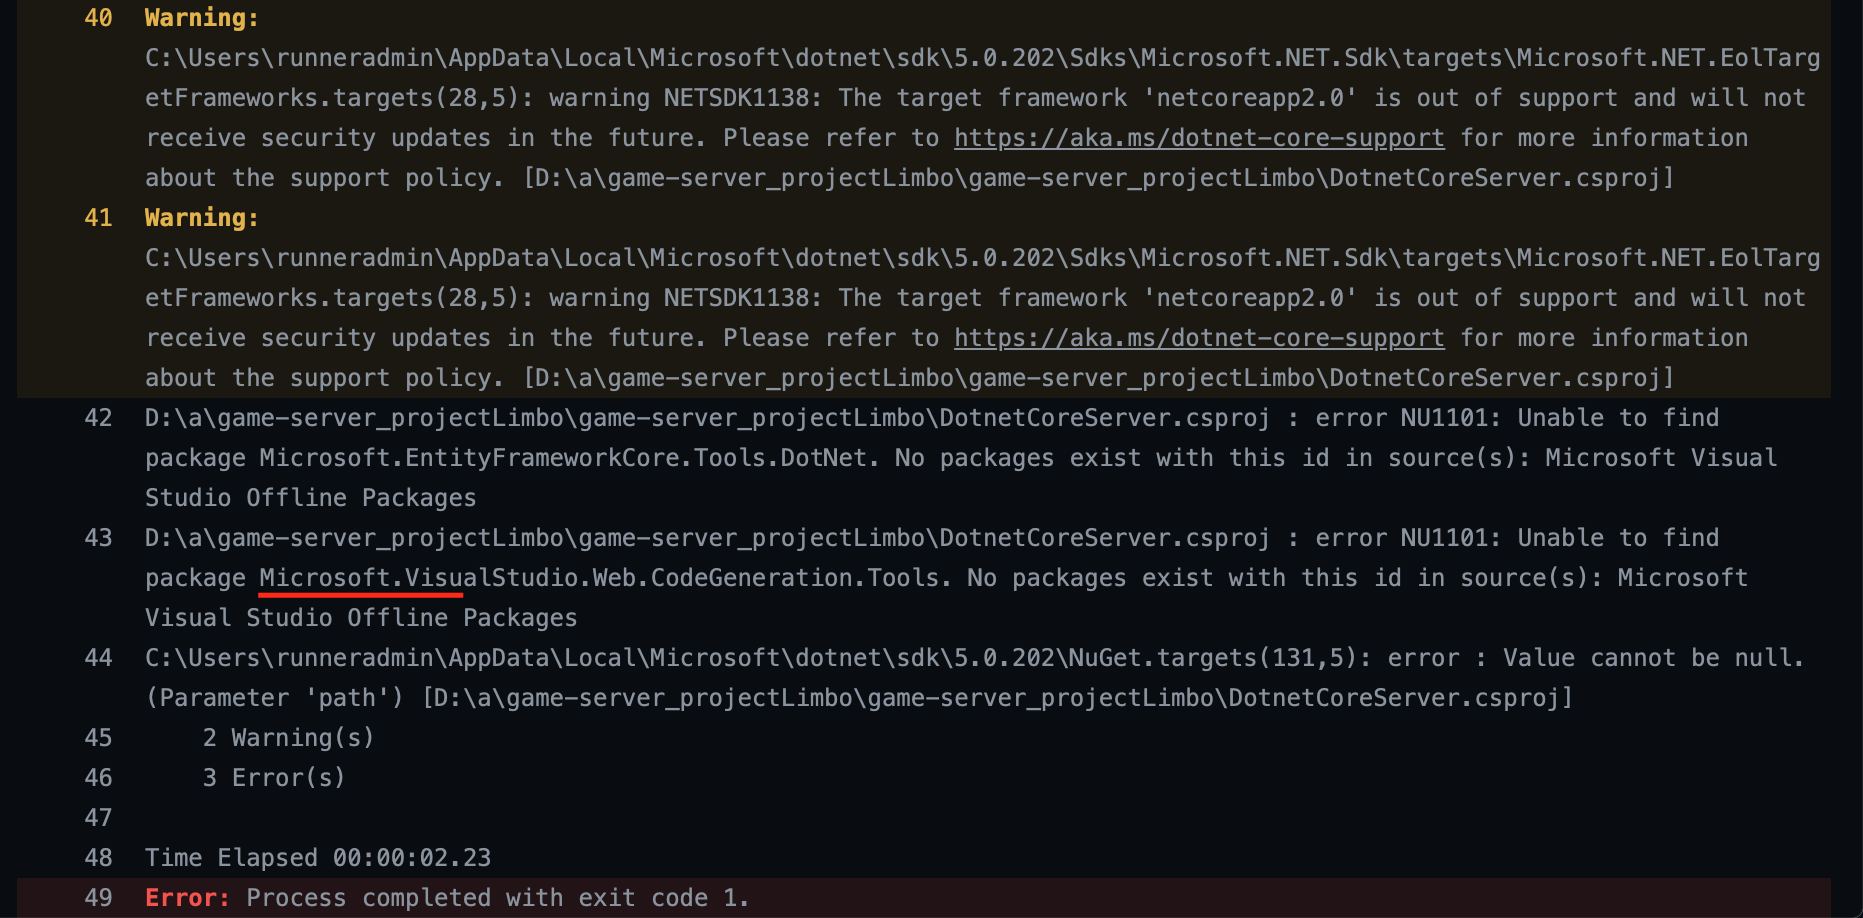 40 Warning:
C:\Users\runneradmin\AppData\Local\Microsoft\dotnet\sdk\5.0.202\Sdks\Microsoft.NET.Sdk\targets\Microsoft.NET.EolTarg
etFrameworks.targets(28,5): warning NETSDK1138: The target framework 'netcoreapp2.0' is out of support and will not
receive security updates in the future. Please refer to https://aka.ms/dotnet-core-support for more information
about the support policy. [D:\a\game-server_projectLimbo\game-server_projectLimbo\DotnetCoreServer.csproj]
41 Warning:
C:\Users\runneradmin\AppData\Local\Microsoft\dotnet\sdk\5.0.202\Sdks\Microsoft.NET.Sdk\targets\Microsoft.NET.EolTarg
etFrameworks.targets(28,5): warning NETSDK1138: The target framework 'netcoreapp2.0' is out of support and will not
receive security updates in the future. Please refer to https://aka.ms/dotnet-core-support for more information
about the support policy. [D:\a\game-server_projectLimbo\game-server_projectLimbo\DotnetCoreServer.csproj]
42 D:\a\game-server_projectLimbo\game-server_projectLimbo\DotnetCoreServer.csproj : error NU1101: Unable to find
package Microsoft.EntityFrameworkCore.Tools.DotNet. No packages exist with this id in source(s): Microsoft Visual
Studio Offline Packages
43 D:\a\game-server_projectLimbo\game-server_projectLimbo\DotnetCoreServer.csproj : error NU1101: Unable to find
package Microsoft.VisualStudio.Web.CodeGeneration.Tools. No packages exist with this id in source(s): Microsoft
Visual Studio Offline Packages
44 C:\Users\runneradmin\AppData\Local\Microsoft\dotnet\sdk\5.0.202\NuGet.targets(131,5): error : Value cannot be null.
(Parameter 'path') [D:\a\game-server_projectLimbo\game-server_projectLimbo\DotnetCoreServer.csproj]
45     2 Warning(s)
46     3 Error(s)
47
48 Time Elapsed 00:00:02.23
49 Error: Process completed with exit code 1.